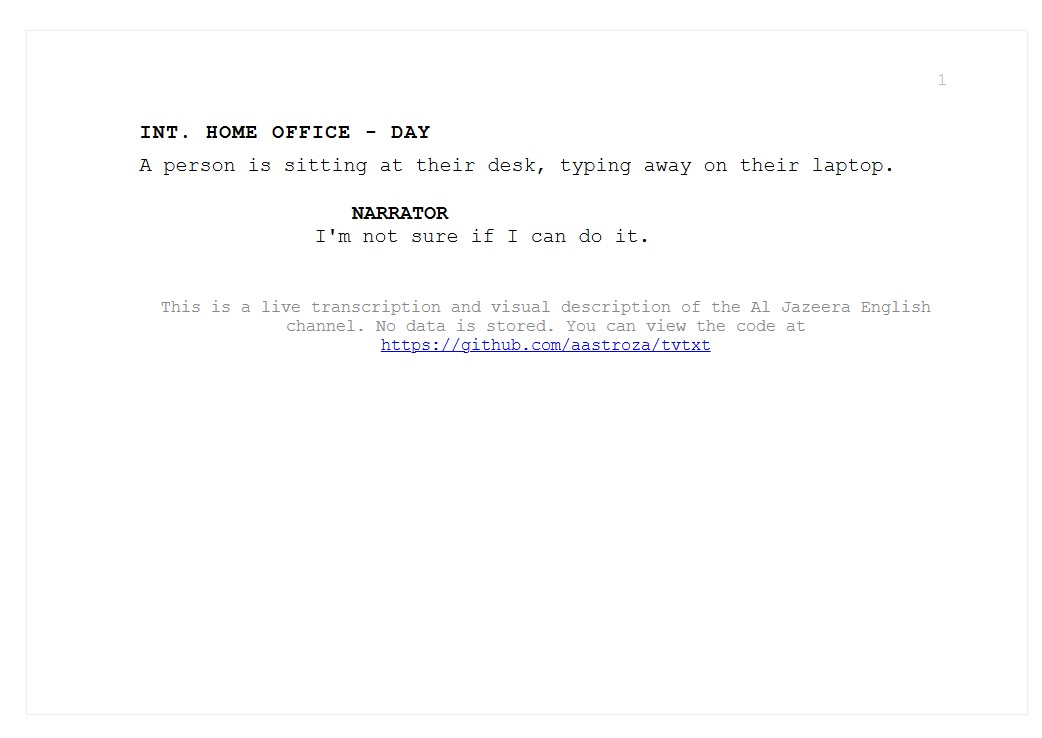 1
INT. HOME OFFICE - DAY
A person is sitting at their desk, typing away on their laptop.
NARRATOR
I'm not sure if I can do it.
This is a live transcription and visual description of the Al Jazeera English
channel. No data is stored. You can view the code at
https://github.com/aastroza/tvtxt